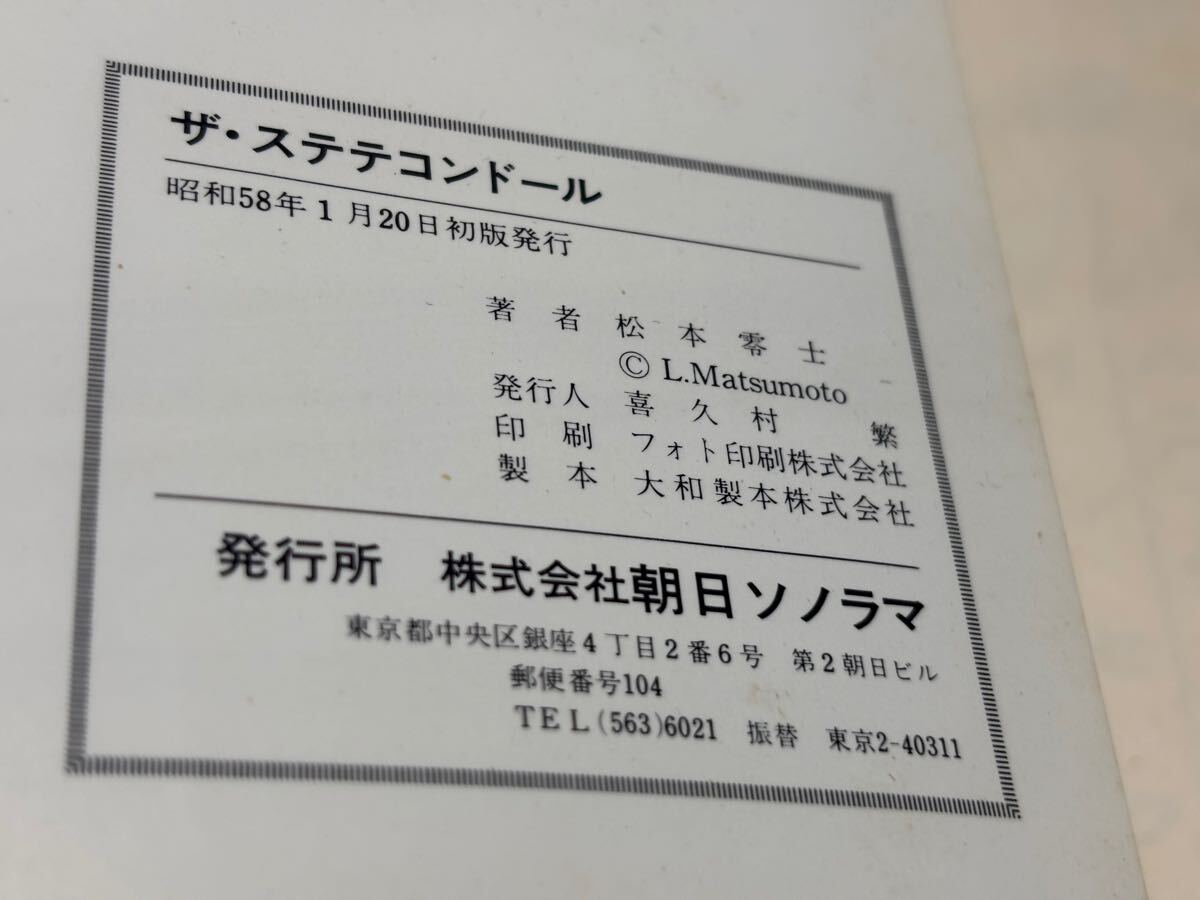 ザ・ステテコンドール
昭和58年1月20日初版発行
著者 松本零士
© L.Matsumoto
発行人 喜久村 繁
印刷 フォト印刷株式会社
製本 大和製本株式会社
発行所 株式会社朝日ソノラマ
東京都中央区銀座4丁目2番6号 第2朝日ビル
郵便番号104
TEL(563)6021 振替 東京2-40311